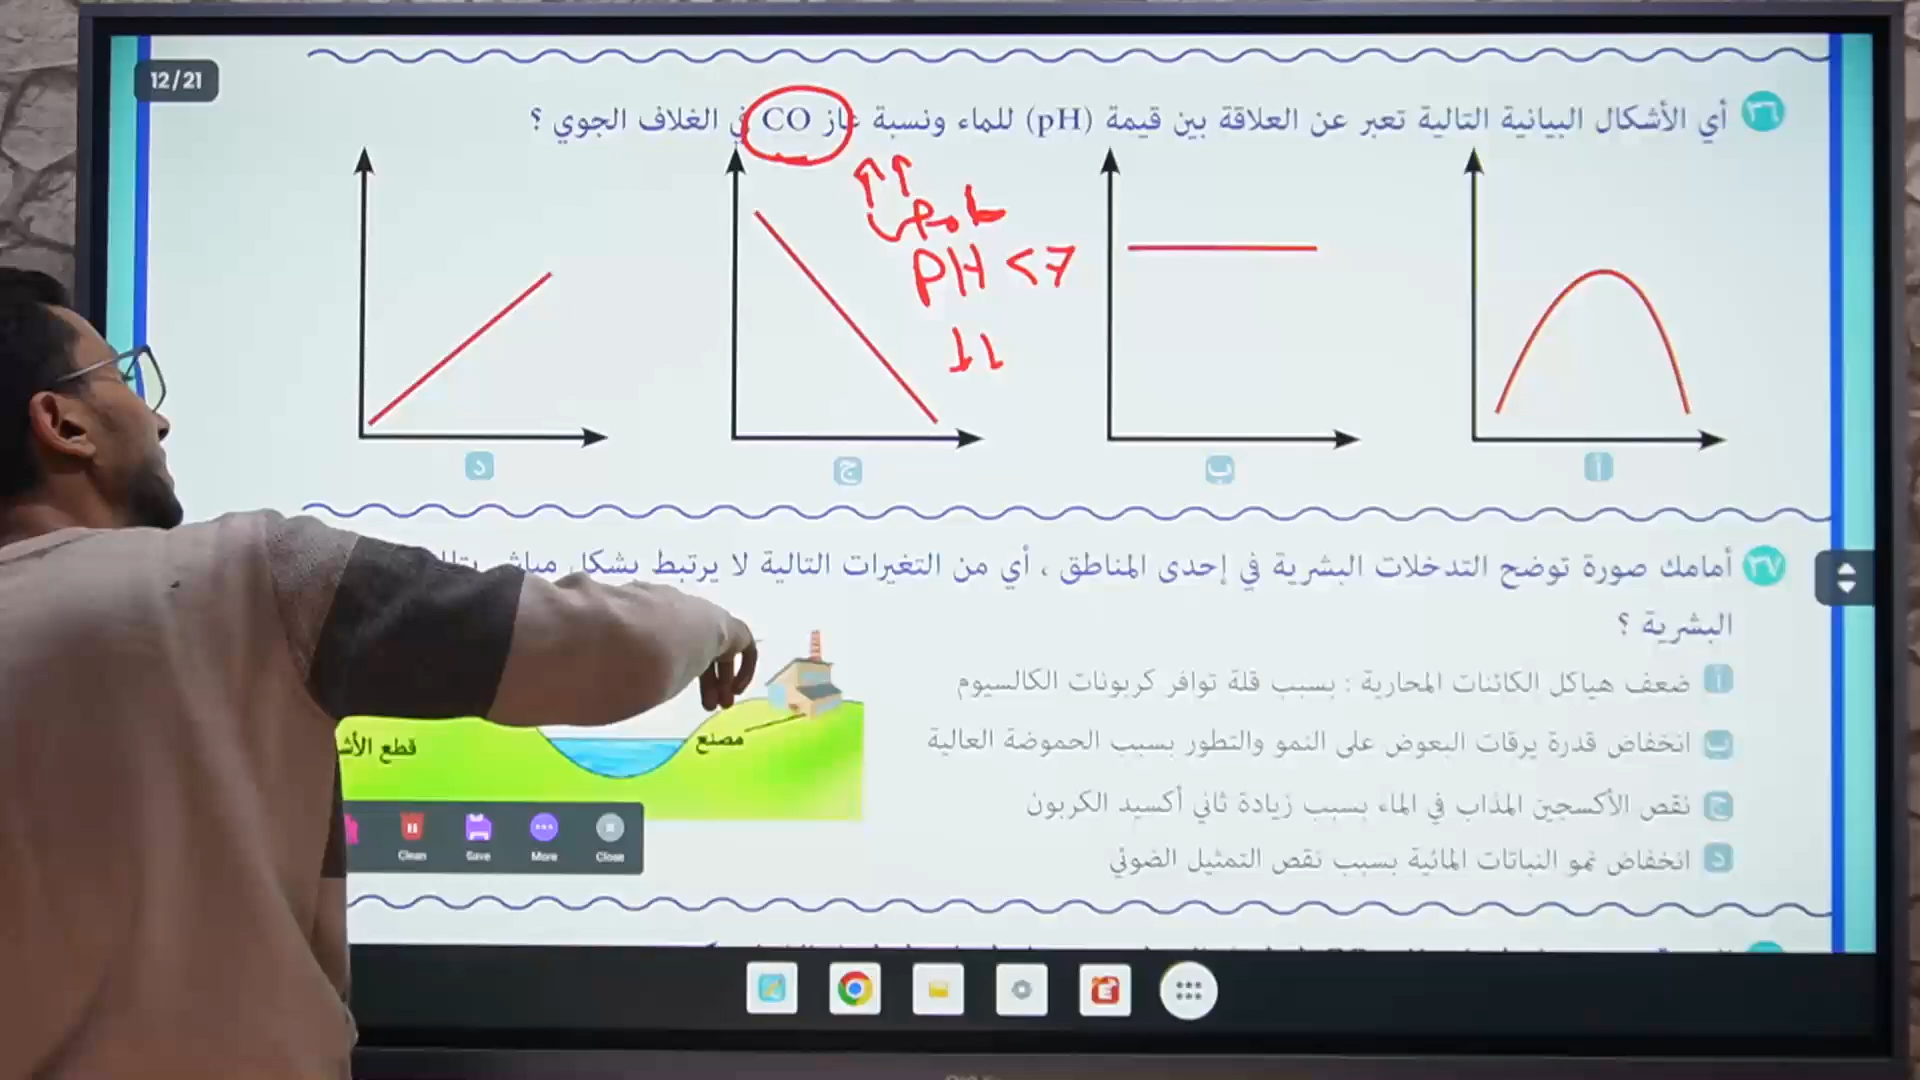 12/21
٣٦ أي الأشكال البيانية التالية تعبر عن العلاقة بين قيمة (pH) للماء ونسبة غاز CO في الغلاف الجوي ؟
PH <7
أ
ب
ج
د
٣٧ أمامك صورة توضح التدخلات البشرية في إحدى المناطق ، أي من التغيرات التالية لا يرتبط بشكل مباشر
البشرية ؟
أ ضعف هياكل الكائنات المحارية : بسبب قلة توافر كربونات الكالسيوم
ب انخفاض قدرة يرقات البعوض على النمو والتطور بسبب الحموضة العالية
ج نقص الأكسجين المذاب في الماء بسبب زيادة ثاني أكسيد الكربون
د انخفاض نمو النباتات المائية بسبب نقص التمثيل الضوئي
مصنع
قطع
Clean
Save
More
Close